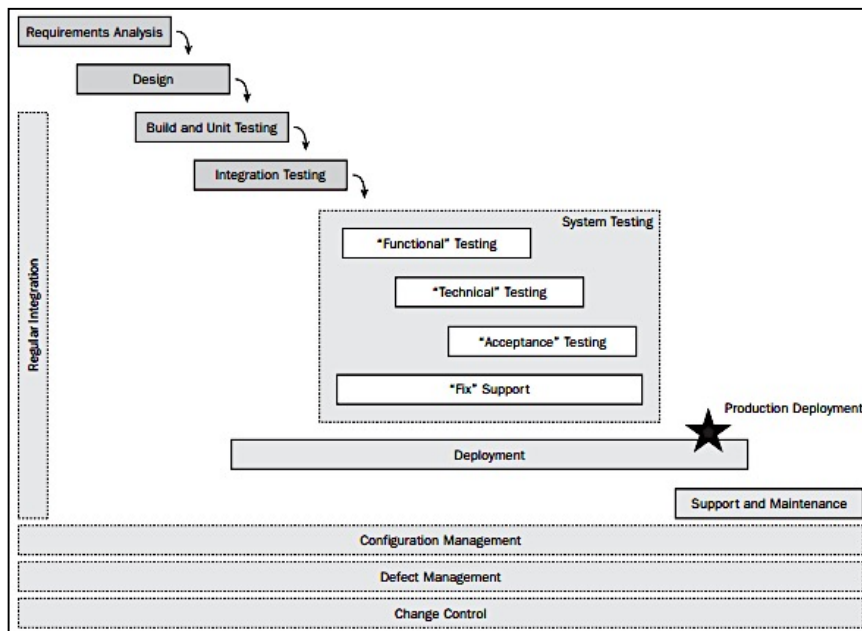 Requirements Analysis
Design
Build and Unit Testing
Integration Testing
System Testing
“Functional” Testing
“Technical” Testing
“Acceptance” Testing
“Fix” Support
Regular Integration
Production Deployment
Deployment
Support and Maintenance
Configuration Management
Defect Management
Change Control